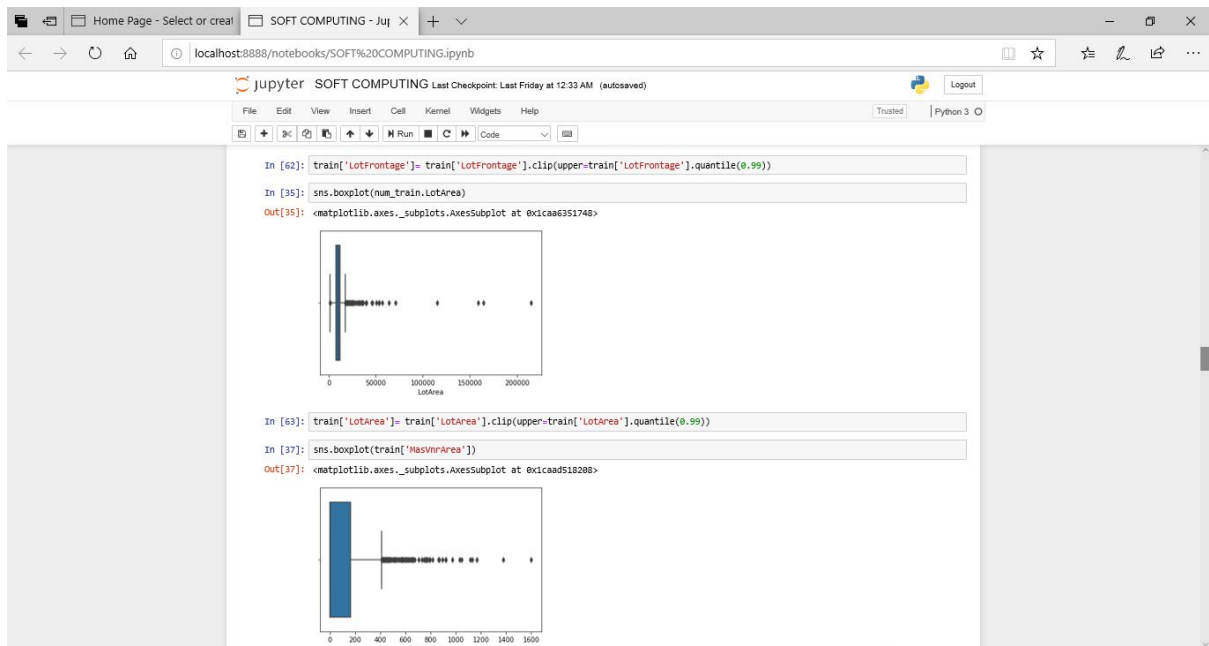 Home Page - Select or creat
SOFT COMPUTING - Jup
localhost:8888/notebooks/SOFT%20COMPUTING.ipynb
jupyter SOFT COMPUTING Last Checkpoint: Last Friday at 12:33 AM (autosaved)
Logout
File Edit View Insert Cell Kernel Widgets Help
Trusted
Python 3
Run
Code
In [62]: train['LotFrontage']= train['LotFrontage'].clip(upper=train['LotFrontage'].quantile(0.99))
In [35]: sns.boxplot(num_train.LotArea)
Out[35]: <matplotlib.axes._subplots.AxesSubplot at 0x1caa6351748>
0 50000 100000 150000 200000
LotArea
In [63]: train['LotArea']= train['LotArea'].clip(upper=train['LotArea'].quantile(0.99))
In [37]: sns.boxplot(train['MasVnrArea'])
Out[37]: <matplotlib.axes._subplots.AxesSubplot at 0x1caad518208>
0 200 400 600 800 1000 1200 1400 1600